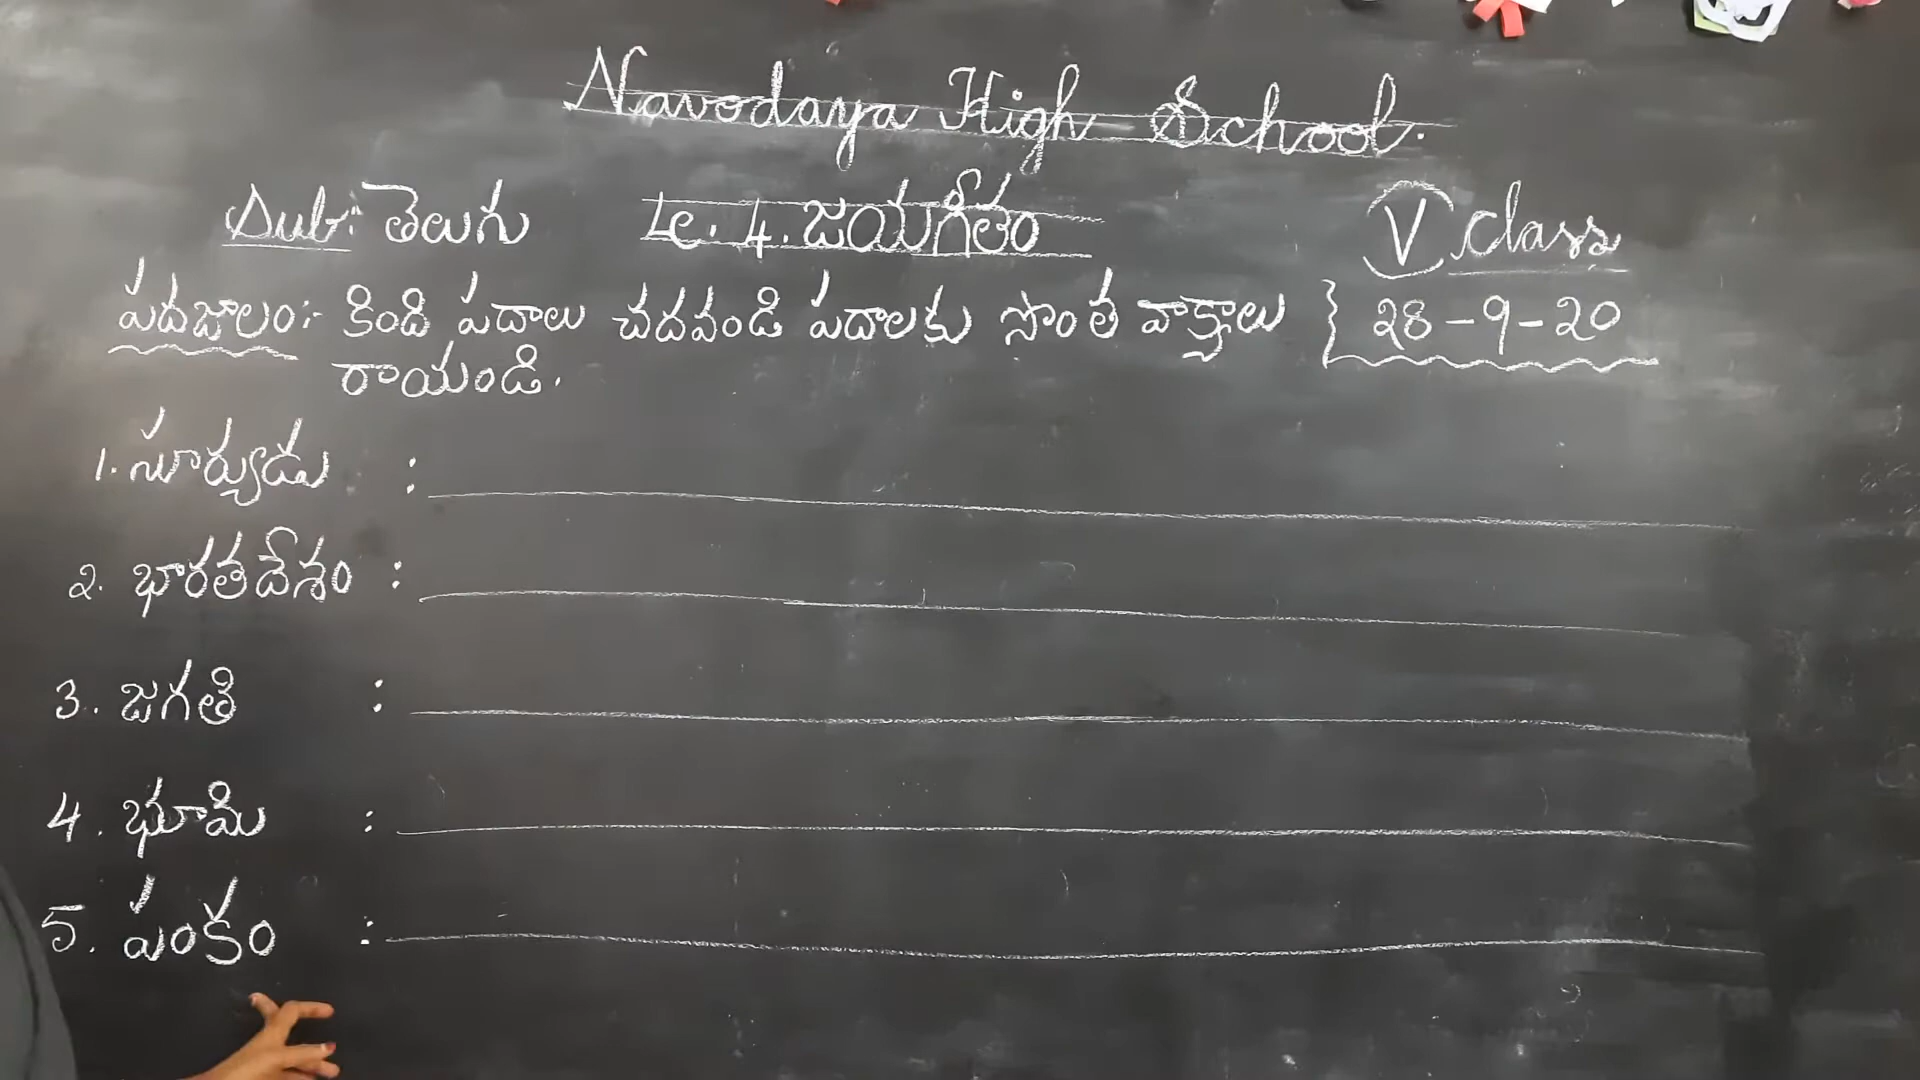 Navodaya High School.
Sub: తెలుగు Le. 4. జయగీతం V class
పదజాలం:- కింది పదాలు చదవండి పదాలకు సొంత వాక్యాలు } 28-9-20
రాయండి.
1. సూర్యుడు :
2. భారతదేశం :
3. జగతి :
4. భూమి :
5. పంకం :